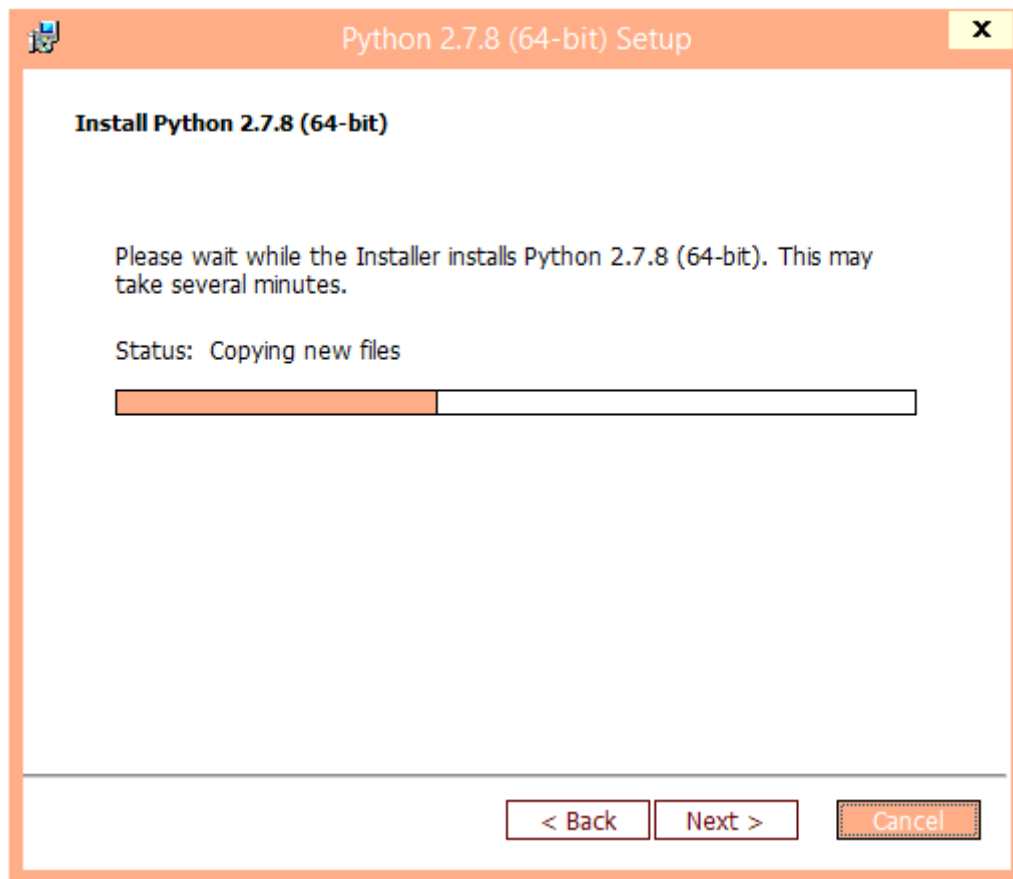 Python 2.7.8 (64-bit) Setup
x
Install Python 2.7.8 (64-bit)
Please wait while the Installer installs Python 2.7.8 (64-bit). This may
take several minutes.
Status: Copying new files
< Back
Next >
Cancel